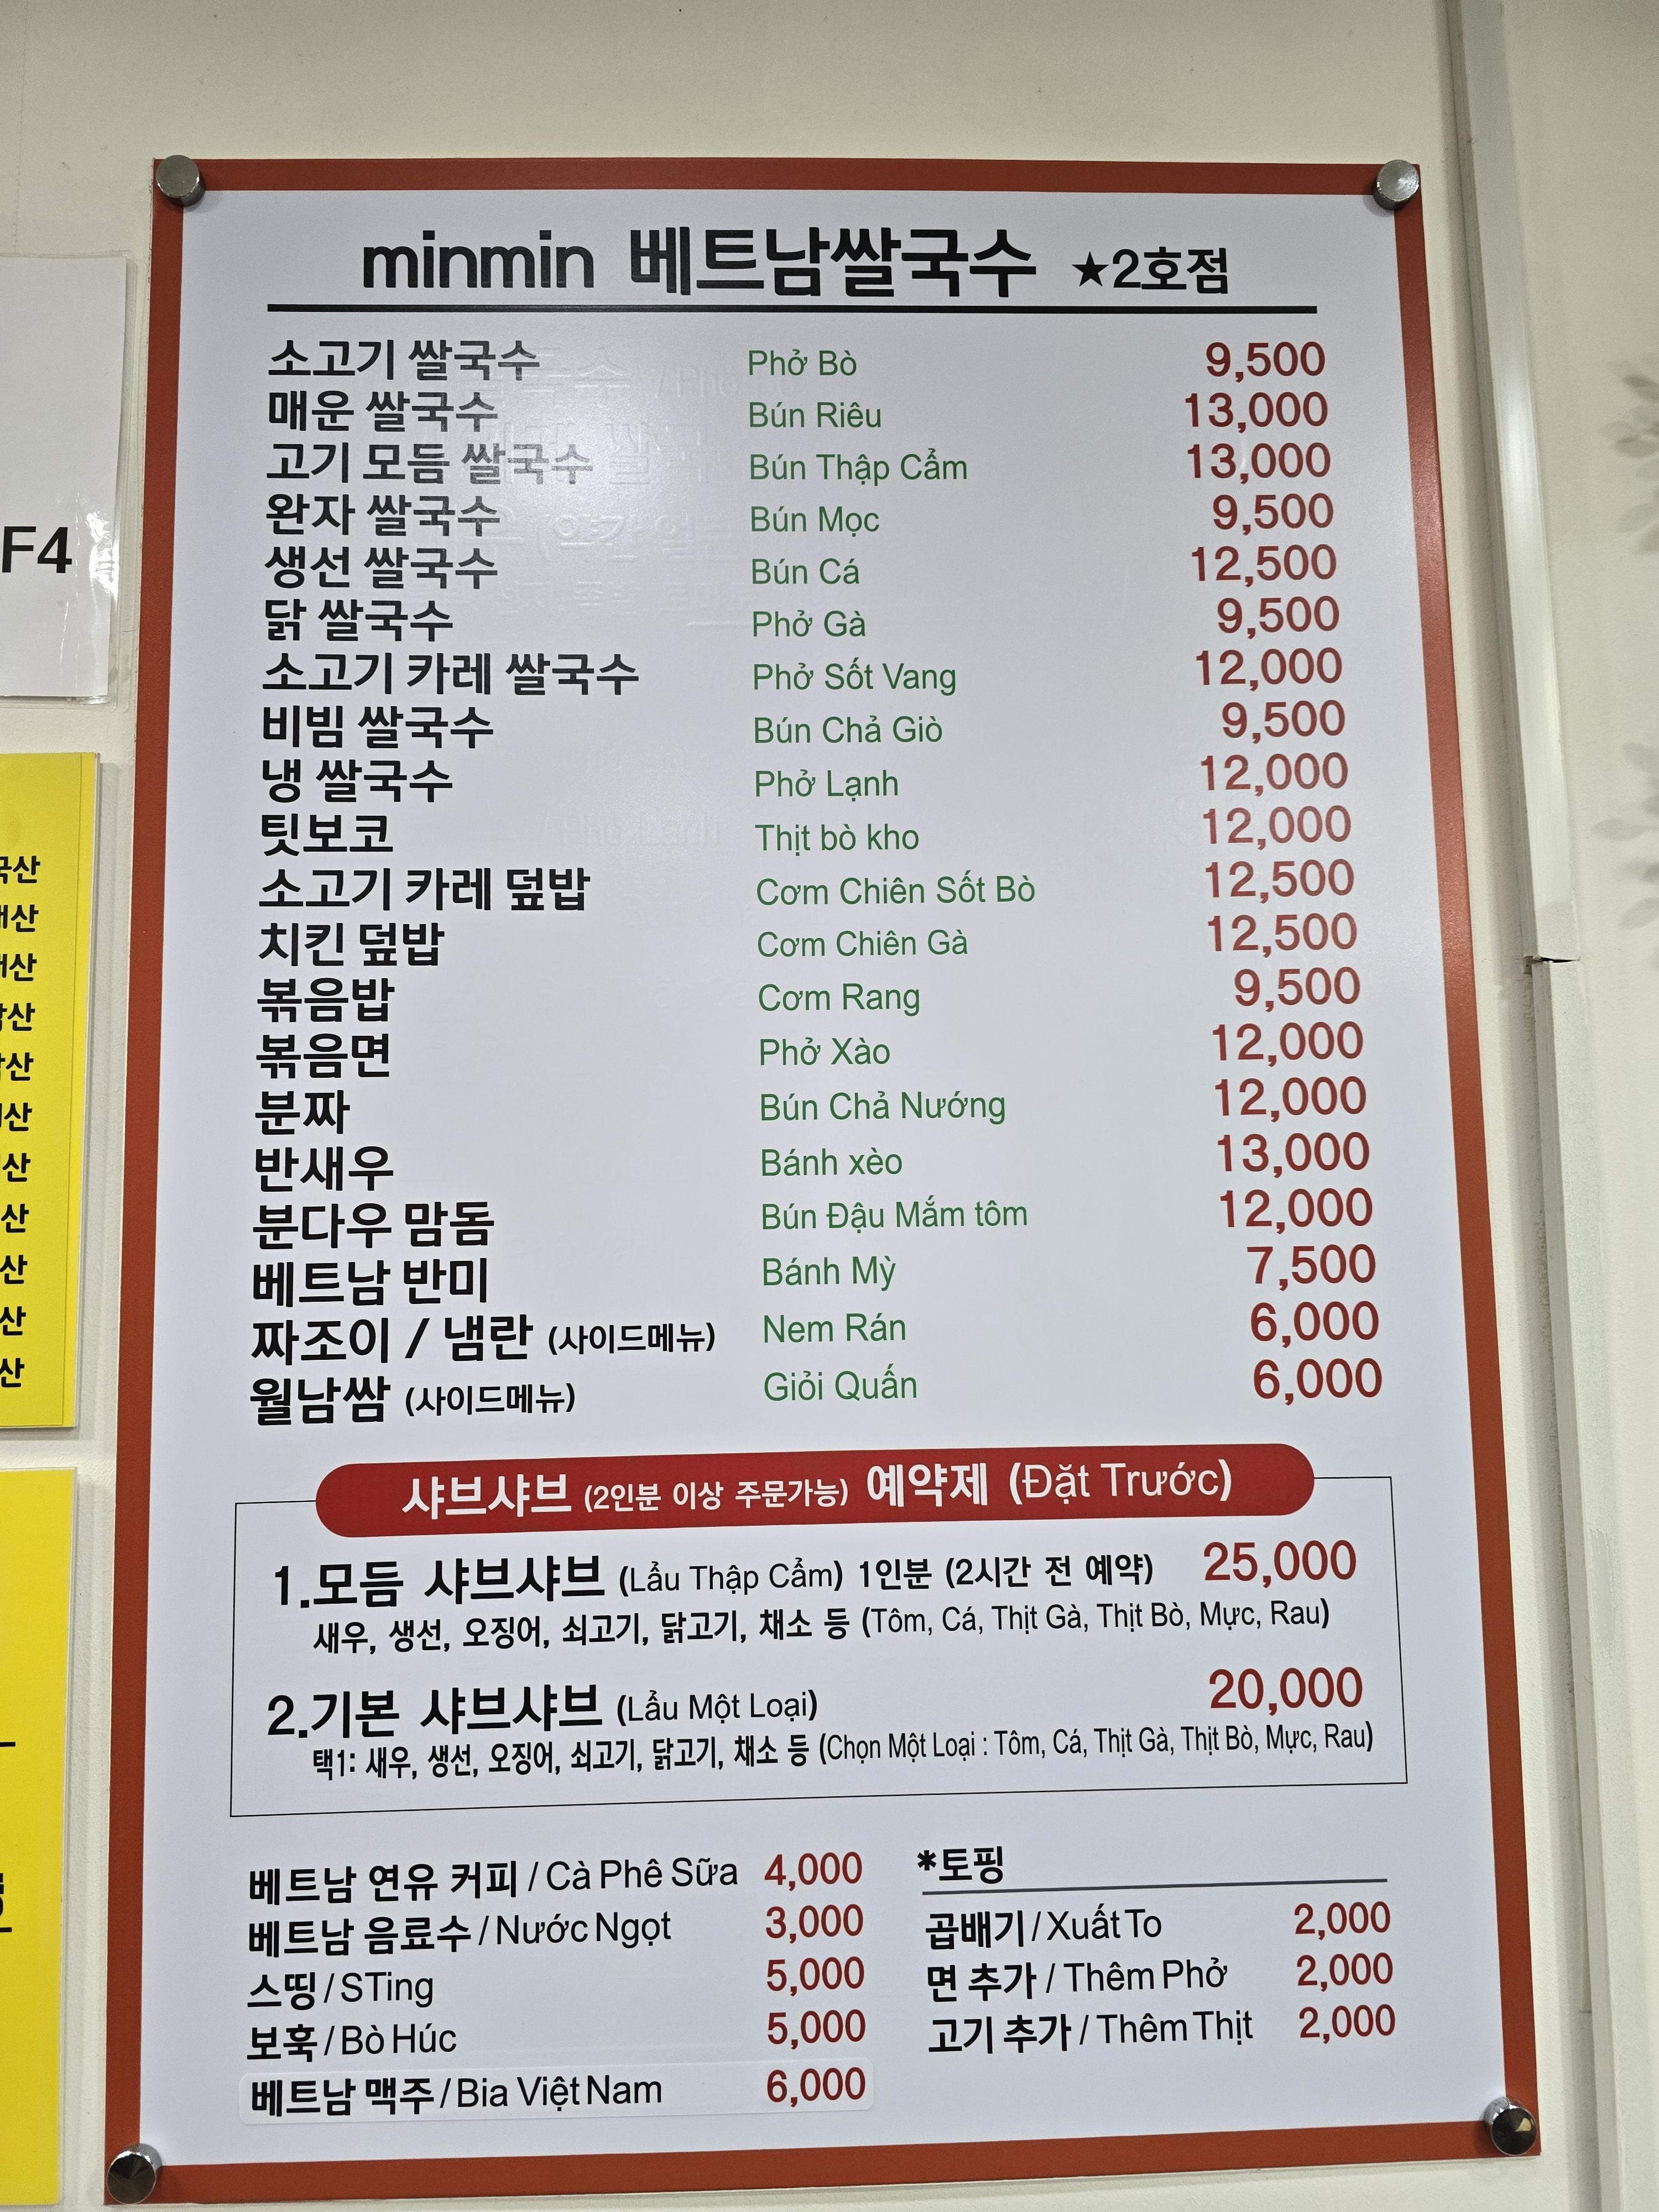 minmin 베트남쌀국수 ★2호점
소고기 쌀국수 Phở Bò 9,500
매운 쌀국수 Bún Riêu 13,000
고기 모듬 쌀국수 Bún Thập Cẩm 13,000
완자 쌀국수 Bún Mọc 9,500
생선 쌀국수 Bún Cá 12,500
닭 쌀국수 Phở Gà 9,500
소고기 카레 쌀국수 Phở Sốt Vang 12,000
비빔 쌀국수 Bún Chả Giò 9,500
냉 쌀국수 Phở Lạnh 12,000
팃보코 Thịt bò kho 12,000
소고기 카레 덮밥 Cơm Chiên Sốt Bò 12,500
치킨 덮밥 Cơm Chiên Gà 12,500
볶음밥 Cơm Rang 9,500
볶음면 Phở Xào 12,000
분짜 Bún Chả Nướng 12,000
반새우 Bánh xèo 13,000
분다우 맘돔 Bún Đậu Mắm tôm 12,000
베트남 반미 Bánh Mỳ 7,500
짜조이 / 냄란 (사이드메뉴) Nem Rán 6,000
월남쌈 (사이드메뉴) Giỏi Quấn 6,000
샤브샤브 (2인분 이상 주문가능) 예약제 (Đặt Trước)
1.모듬 샤브샤브 (Lẩu Thập Cẩm) 1인분 (2시간 전 예약) 25,000
새우, 생선, 오징어, 쇠고기, 닭고기, 채소 등 (Tôm, Cá, Thịt Gà, Thịt Bò, Mực, Rau)
2.기본 샤브샤브 (Lẩu Một Loại) 20,000
택1: 새우, 생선, 오징어, 쇠고기, 닭고기, 채소 등 (Chọn Một Loại : Tôm, Cá, Thịt Gà, Thịt Bò, Mực, Rau)
베트남 연유 커피 / Cà Phê Sữa 4,000
베트남 음료수 / Nước Ngọt 3,000
스띵 / STing 5,000
보훅 / Bò Húc 5,000
베트남 맥주 / Bia Việt Nam 6,000
*토핑
곱배기 / Xuất To 2,000
면 추가 / Thêm Phở 2,000
고기 추가 / Thêm Thịt 2,000
F4
산
산
산
산
산
산
산
산
산
산
산